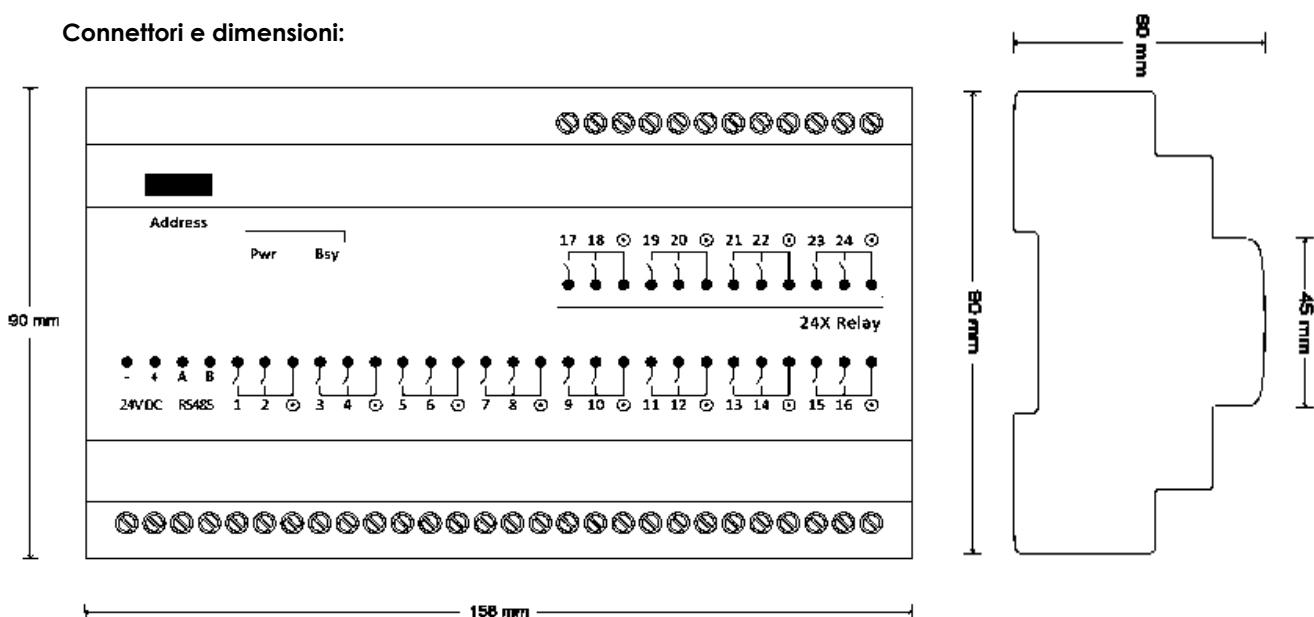 Connettori e dimensioni:
60 mm
Address
Pwr Bsy
17 18 19 20 21 22 23 24
24X Relay
90 mm
90 mm
45 mm
- + A B
24VDC RS485 1 2 3 4 5 6 7 8 9 10 11 12 13 14 15 16
158 mm